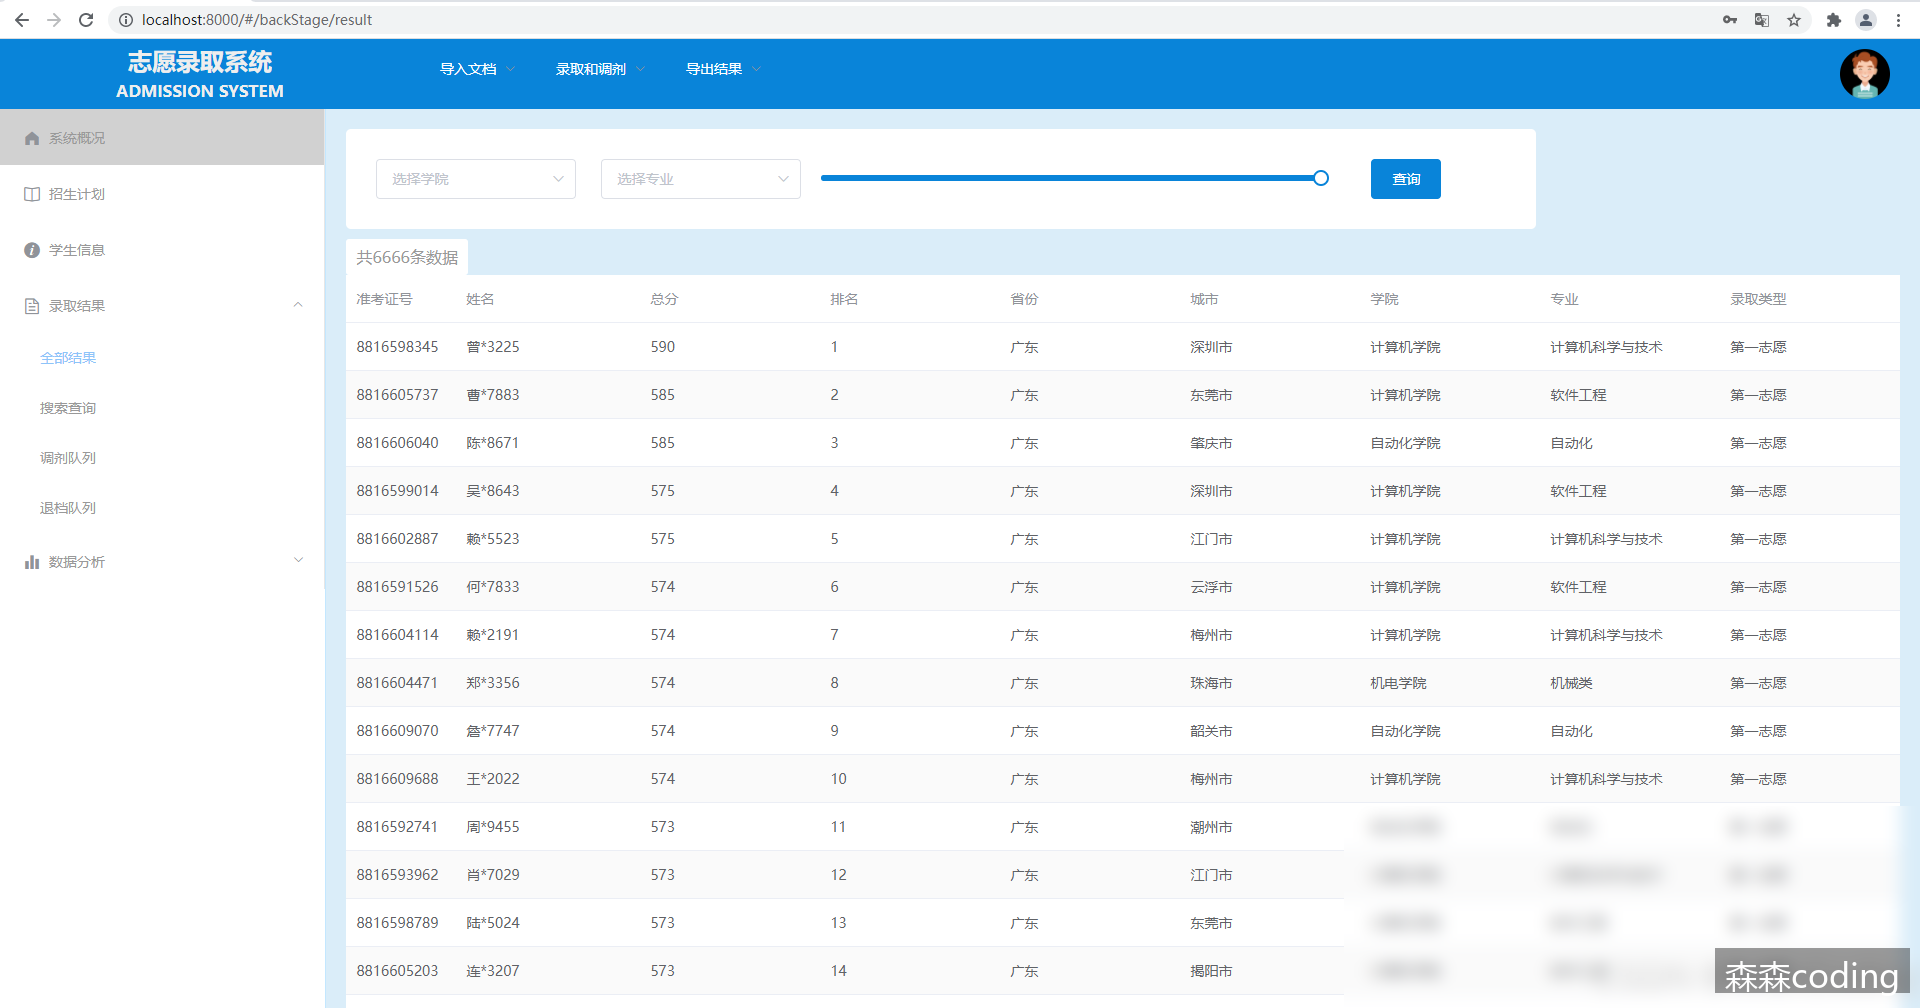 localhost:8000/#/backStage/result
志愿录取系统
ADMISSION SYSTEM
导入文档 录取和调剂 导出结果
系统概况
招生计划
学生信息
录取结果
全部结果
搜索查询
调剂队列
退档队列
数据分析
选择学院 选择专业 查询
共6666条数据
准考证号 姓名 总分 排名 省份 城市 学院 专业 录取类型
8816598345 曾*3225 590 1 广东 深圳市 计算机学院 计算机科学与技术 第一志愿
8816605737 曹*7883 585 2 广东 东莞市 计算机学院 软件工程 第一志愿
8816606040 陈*8671 585 3 广东 肇庆市 自动化学院 自动化 第一志愿
8816599014 吴*8643 575 4 广东 深圳市 计算机学院 软件工程 第一志愿
8816602887 赖*5523 575 5 广东 江门市 计算机学院 计算机科学与技术 第一志愿
8816591526 何*7833 574 6 广东 云浮市 计算机学院 软件工程 第一志愿
8816604114 赖*2191 574 7 广东 梅州市 计算机学院 计算机科学与技术 第一志愿
8816604471 郑*3356 574 8 广东 珠海市 机电学院 机械类 第一志愿
8816609070 詹*7747 574 9 广东 韶关市 自动化学院 自动化 第一志愿
8816609688 王*2022 574 10 广东 梅州市 计算机学院 计算机科学与技术 第一志愿
8816592741 周*9455 573 11 广东 潮州市
8816593962 肖*7029 573 12 广东 江门市
8816598789 陆*5024 573 13 广东 东莞市
8816605203 连*3207 573 14 广东 揭阳市
森森coding